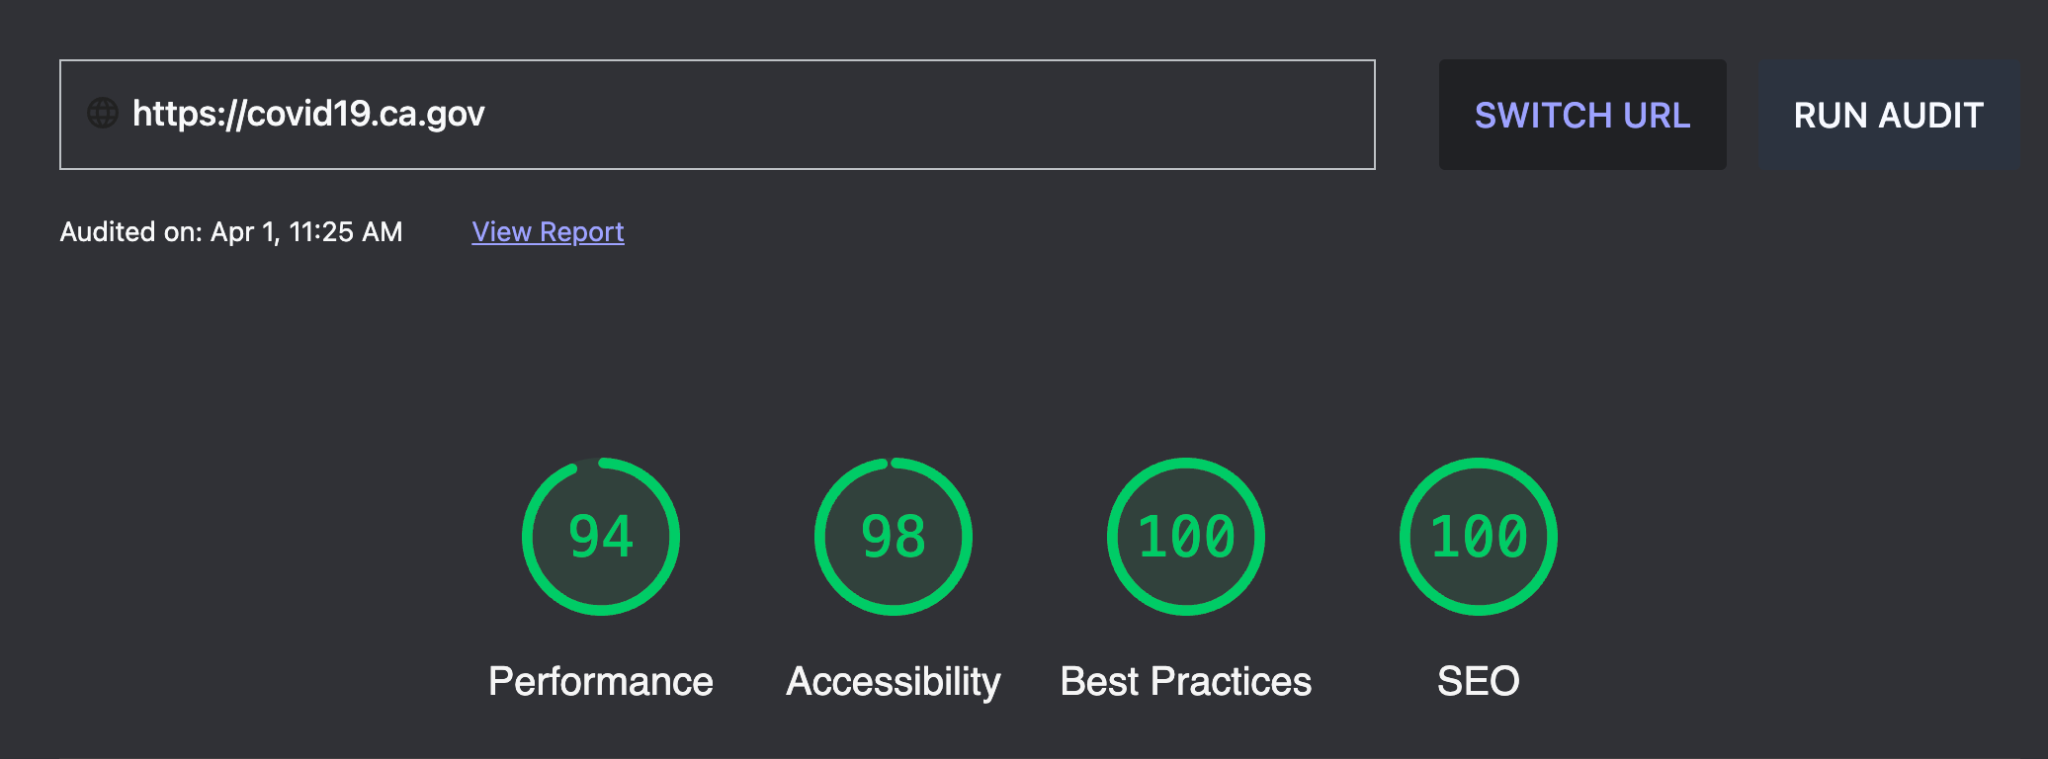 https://covid19.ca.gov
SWITCH URL
RUN AUDIT
Audited on: Apr 1, 11:25 AM
View Report
94
98
100
100
Performance
Accessibility
Best Practices
SEO